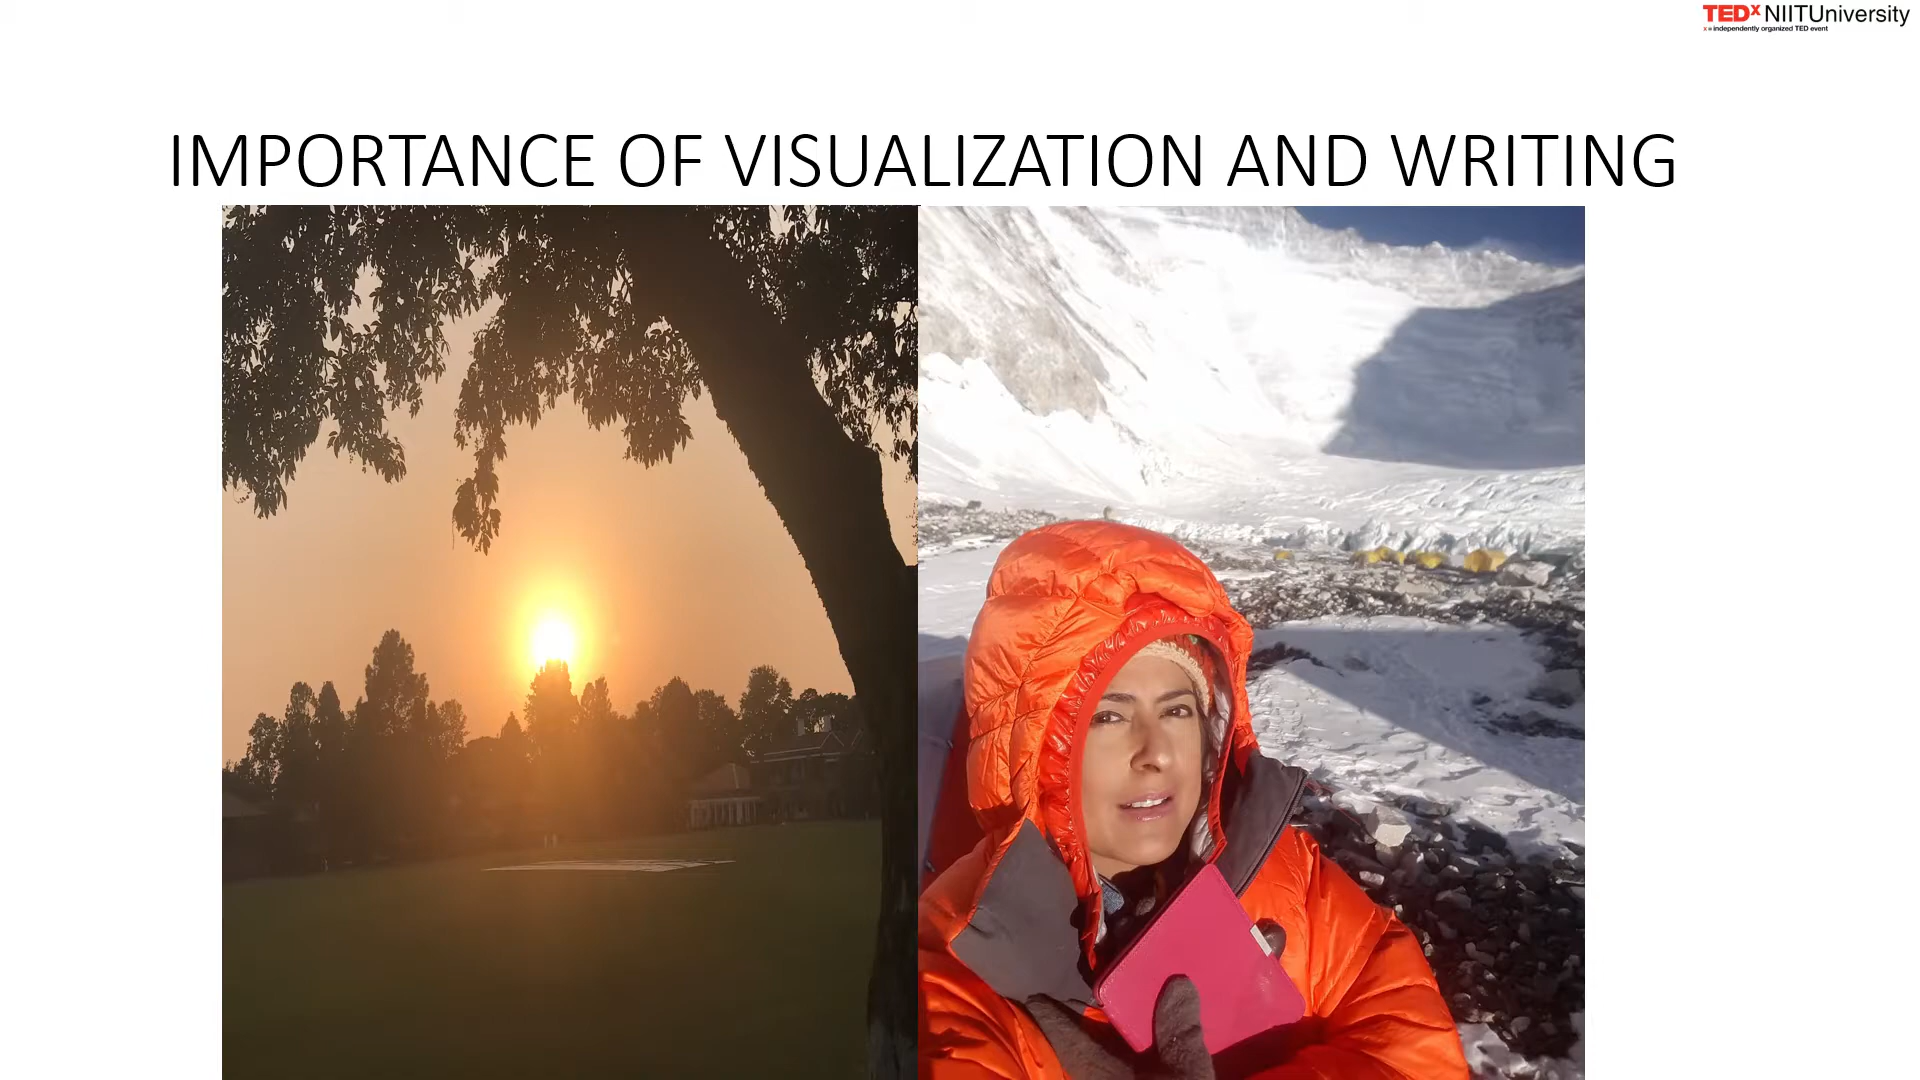 TEDx NIITUniversity
x = independently organized TED event
IMPORTANCE OF VISUALIZATION AND WRITING